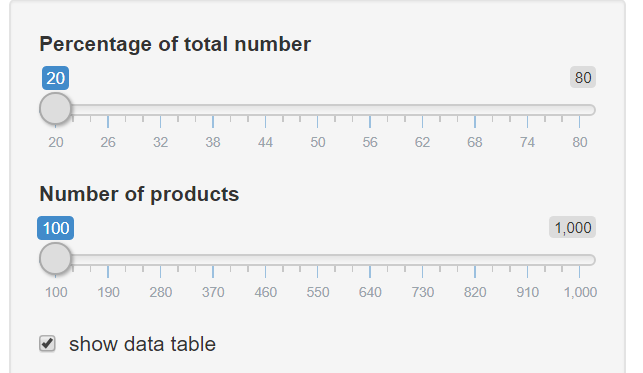 Percentage of total number
20 80
20 26 32 38 44 50 56 62 68 74 80
Number of products
100 1,000
100 190 280 370 460 550 640 730 820 910 1,000
show data table